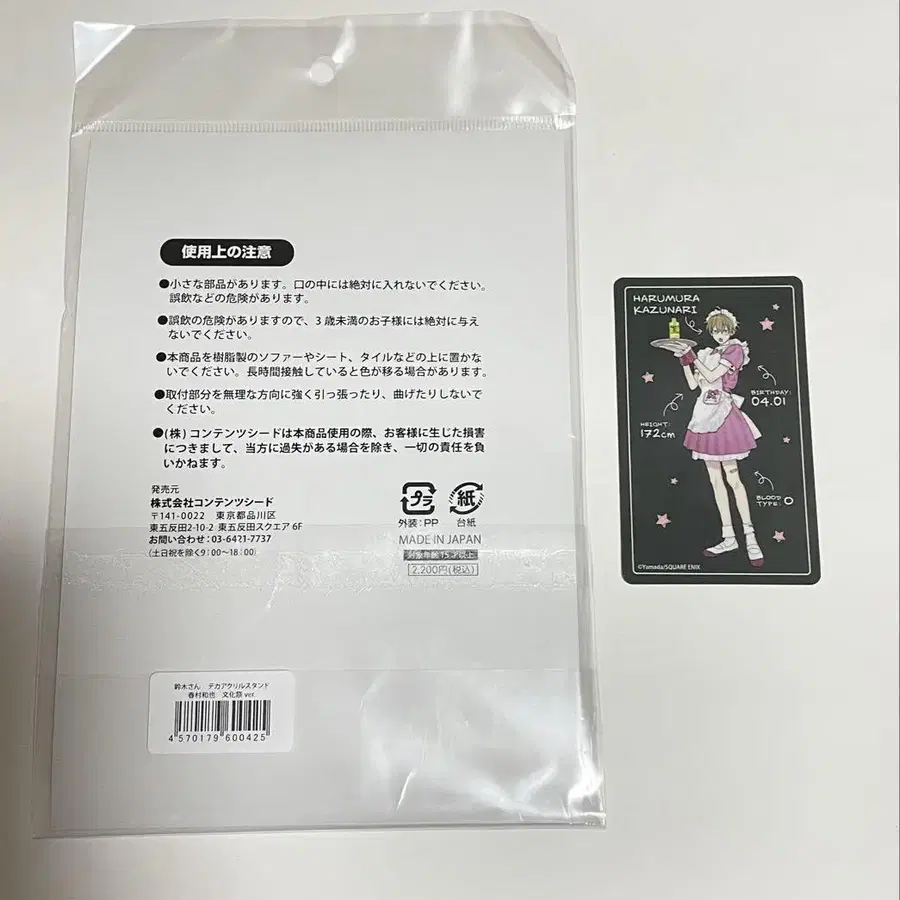 使用上の注意
●小さな部品があります。口の中には絶対に入れないでください。
誤飲などの危険があります。
●誤飲の危険がありますので、3歳未満のお子様には絶対に与え
ないでください。
●本商品を樹脂製のソファーやシート、タイルなどの上に置かな
いでください。長時間接触していると色が移る場合があります。
●取付部分を無理な方向に強く引っ張ったり、曲げたりしないで
ください。
●(株)コンテンツシードは本商品使用の際、お客様に生じた損害
につきまして、当方に過失がある場合を除き、一切の責任を負
いかねます。
発売元
株式会社コンテンツシード
〒141-0022 東京都品川区
東五反田2-10-2 東五反田スクエア 6F
お問い合わせ:03-6421-7737
(土日祝を除く9:00〜18:00)
プラ
紙
外装:PP
台紙
MADE IN JAPAN
対象年齢15才以上
2,200円(税込)
鈴木さん デカアクリルスタンド
春村和也 文化祭 ver.
4 570179 600425
HARUMURA
KAZUNARI
BIRTHDAY:
04.01
HEIGHT:
172cm
BLOOD
TYPE: O
©Yamada/SQUARE ENIX